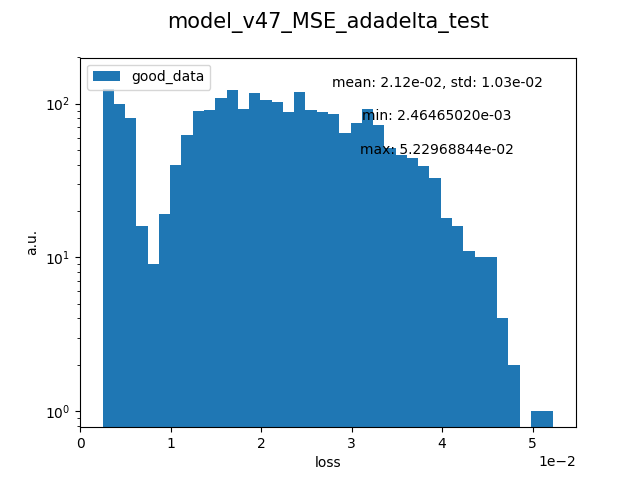 model_v47_MSE_adadelta_test
good_data
mean: 2.12e-02, std: 1.03e-02
min: 2.46465020e-03
max: 5.22968844e-02
a.u.
10²
10¹
10⁰
0 1 2 3 4 5
1e−2
loss